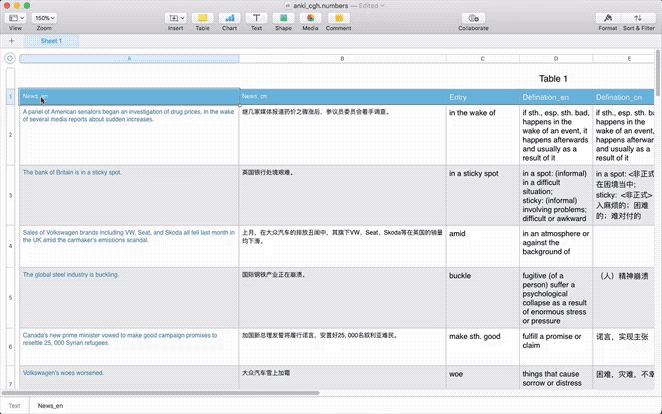 anki_cgh.numbers — Edited
150%
View
Zoom
Insert
Table
Chart
Text
Shape
Media
Comment
Collaborate
Format
Sort & Filter
+
Sheet 1
A
B
C
D
E
Table 1
1
News_en
News_cn
Entry
Defination_en
Defination_cn
2
A panel of American senators began an investigation of drug prices, in the wake
of several media reports about sudden increases.
继几家媒体报道药价之骤涨后，参议员委员会着手调查。
in the wake of
if sth., esp. sth. bad,
happens in the
wake of an event, it
happens afterwards
and usually as a
result of it
if sth., esp. sth. b
happens in the
wake of an even
happens afterwar
and usually as a
result of it
3
The bank of Britain is in a sticky spot.
英国银行处境艰难。
in a sticky spot
in a spot: (informal)
in a difficult
situation;
sticky: (informal)
involving problems;
difficult or awkward
in a spot: <非正式
在困境当中;
sticky: <非正式>
入麻烦的；困难
的；难对付的
4
Sales of Volkswagen brands including VW, Seat, and Skoda all fell last month in
the UK amid the carmaker's emissions scandal.
上月，在大众汽车的排放丑闻中，其旗下VW、Seat、Skoda等在英国的销量
均下滑。
amid
in an atmosphere or
against the
background of
5
The global steel industry is buckling.
国际钢铁产业正在崩溃。
buckle
fugitive (of a
person) suffer a
psychological
collapse as a result
of enormous stress
or pressure
（人）精神崩溃
6
Canada's new prime minister vowed to make good campaign promises to
resettle 25, 000 Syrian refugees.
加国新总理发誓将履行诺言，安置好25, 000名叙利亚难民。
make sth. good
fulfill a promise or
claim
诺言，实现主张
7
Volkswagen's woes worsened.
大众汽车雪上加霜
woe
things that cause
sorrow or distress
困难，灾难，不幸
Text
News_en